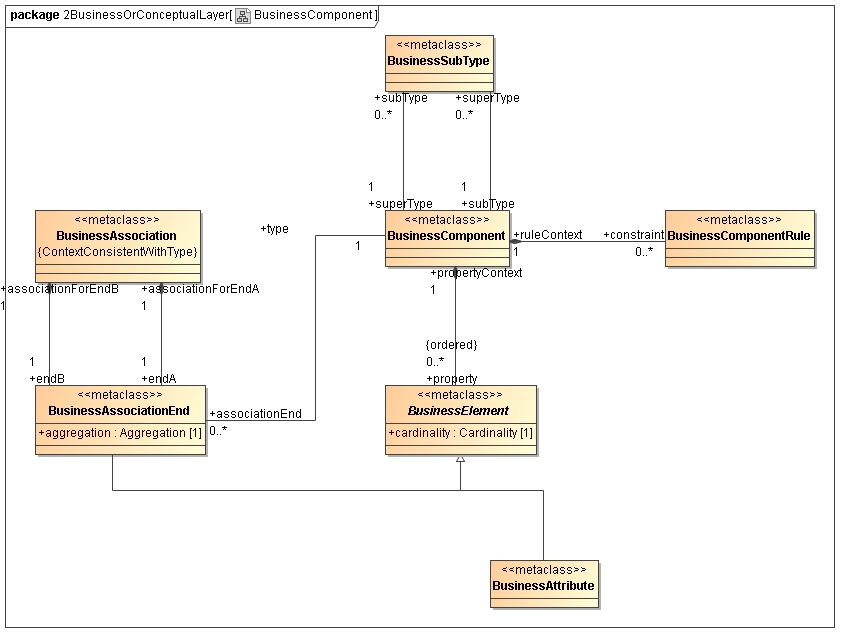 package 2BusinessOrConceptualLayer[ BusinessComponent ]
<<metaclass>>
BusinessSubType
+subType
+superType
0..*
0..*
1
1
+superType
+subType
<<metaclass>>
BusinessAssociation
{ContextConsistentWithType}
+type
1
<<metaclass>>
BusinessComponent
+ruleContext
+constraint
1
0..*
<<metaclass>>
BusinessComponentRule
+associationForEndB
+associationForEndA
1
1
+propertyContext
1
{ordered}
0..*
+property
1
1
+endB
+endA
<<metaclass>>
BusinessAssociationEnd
+aggregation : Aggregation [1]
+associationEnd
0..*
<<metaclass>>
BusinessElement
+cardinality : Cardinality [1]
<<metaclass>>
BusinessAttribute